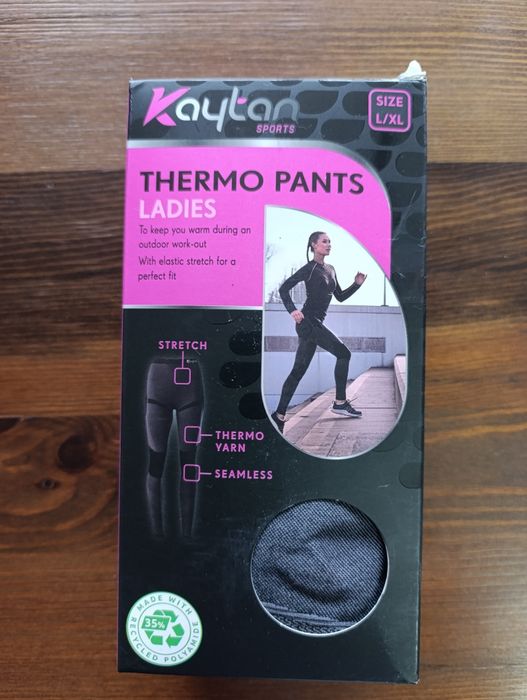 Kaytan
SPORTS
SIZE
L/XL
THERMO PANTS
LADIES
To keep you warm during an
outdoor work-out
With elastic stretch for a
perfect fit
STRETCH
THERMO
YARN
SEAMLESS
MADE WITH
35%
RECYCLED POLYAMIDE